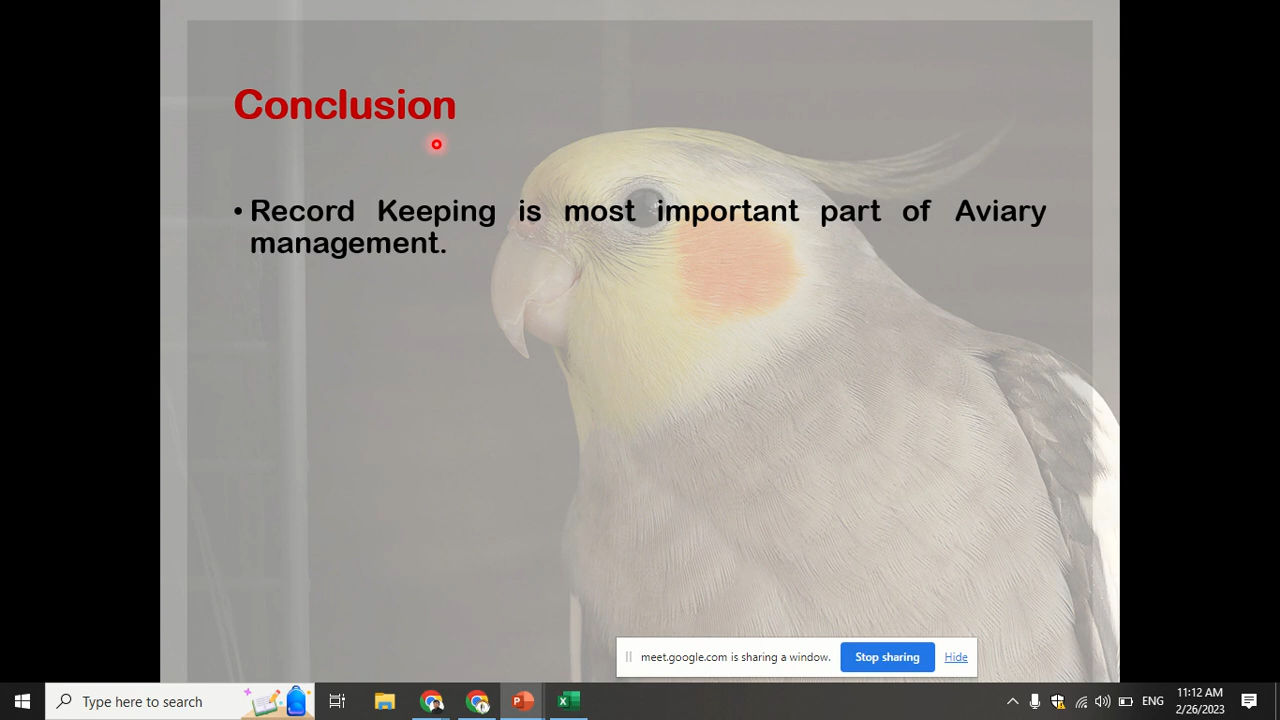 Conclusion
• Record Keeping is most important part of Aviary
management.
meet.google.com is sharing a window.
Stop sharing
Hide
Type here to search
ENG
11:12 AM
2/26/2023